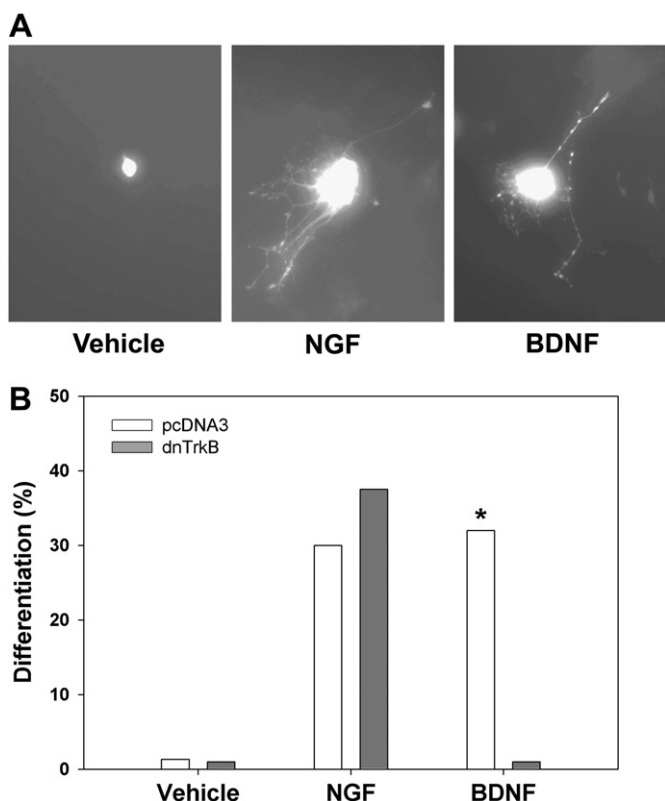 A
Vehicle
NGF
BDNF
B
50
40
30
20
10
0
Differentiation (%)
pcDNA3
dnTrkB
*
Vehicle
NGF
BDNF